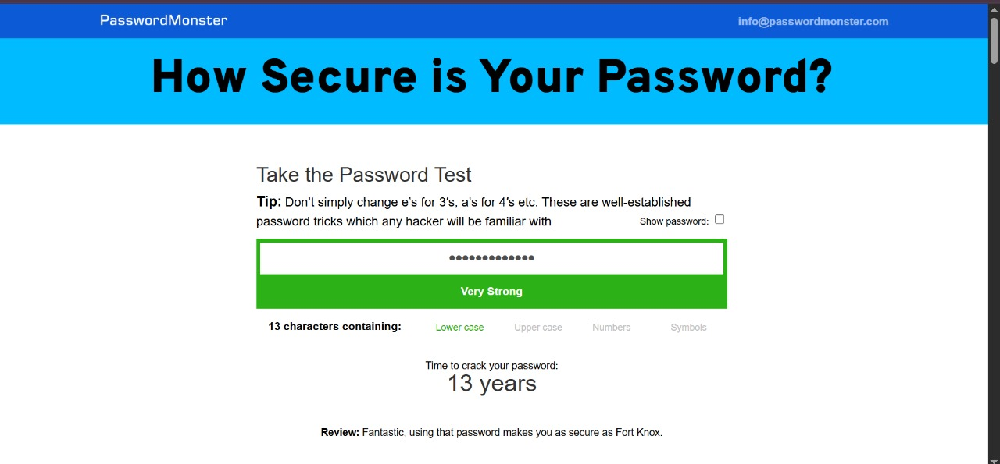 PasswordMonster
info@passwordmonster.com
How Secure is Your Password?
Take the Password Test
Tip: Don’t simply change e’s for 3′s, a’s for 4′s etc. These are well-established
password tricks which any hacker will be familiar with
Show password:
•••••••••••••
Very Strong
13 characters containing:
Lower case
Upper case
Numbers
Symbols
Time to crack your password:
13 years
Review: Fantastic, using that password makes you as secure as Fort Knox.